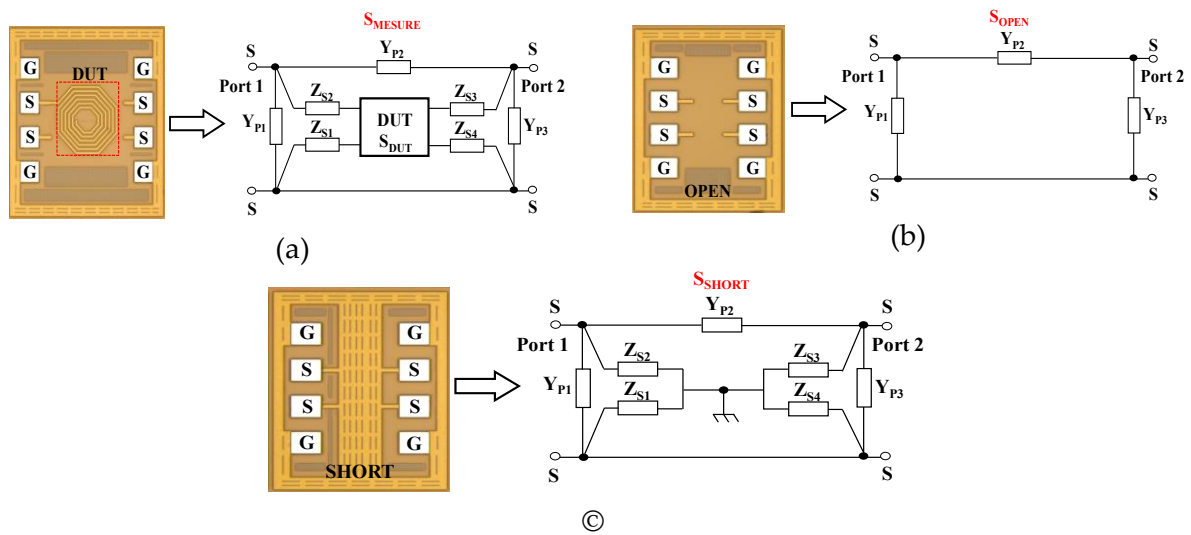 S_MESURE
S
Y_P2
S
G
DUT
G
Port 1
Port 2
S
S
Z_S2
Z_S3
Y_P1
DUT
Y_P3
S
S
Z_S1
S_DUT
Z_S4
G
G
S
S
(a)
S_OPEN
S
Y_P2
S
G
G
Port 1
Port 2
S
S
Y_P1
Y_P3
S
S
G
G
OPEN
S
S
(b)
S_SHORT
S
Y_P2
S
G
G
Port 1
Port 2
Z_S2
Z_S3
S
S
Y_P1
Y_P3
S
S
Z_S1
Z_S4
G
G
SHORT
S
S
©